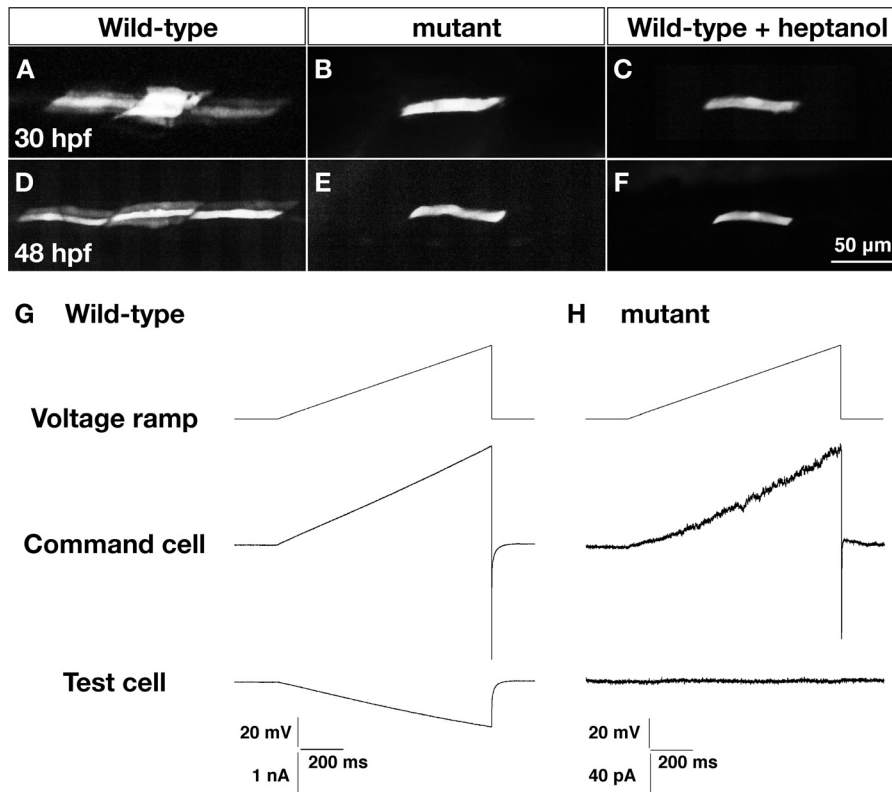 Wild-type
mutant
Wild-type + heptanol
A
B
C
30 hpf
D
E
F
48 hpf
50 µm
G Wild-type
H mutant
Voltage ramp
Command cell
Test cell
20 mV
200 ms
1 nA
20 mV
200 ms
40 pA